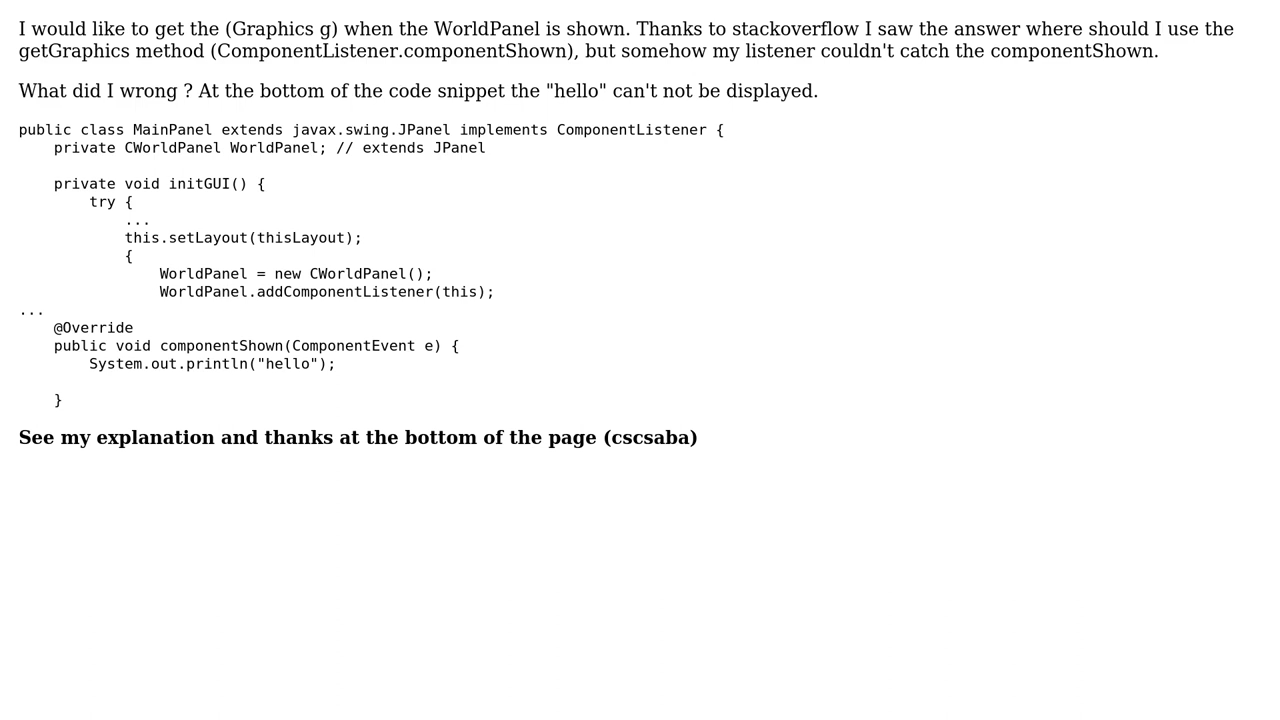 I would like to get the (Graphics g) when the WorldPanel is shown. Thanks to stackoverflow I saw the answer where should I use the
getGraphics method (ComponentListener.componentShown), but somehow my listener couldn't catch the componentShown.
What did I wrong ? At the bottom of the code snippet the "hello" can't not be displayed.
public class MainPanel extends javax.swing.JPanel implements ComponentListener {
    private CWorldPanel WorldPanel; // extends JPanel

    private void initGUI() {
        try {
            ...
            this.setLayout(thisLayout);
            {
                WorldPanel = new CWorldPanel();
                WorldPanel.addComponentListener(this);
...
    @Override
    public void componentShown(ComponentEvent e) {
        System.out.println("hello");

    }
See my explanation and thanks at the bottom of the page (cscsaba)